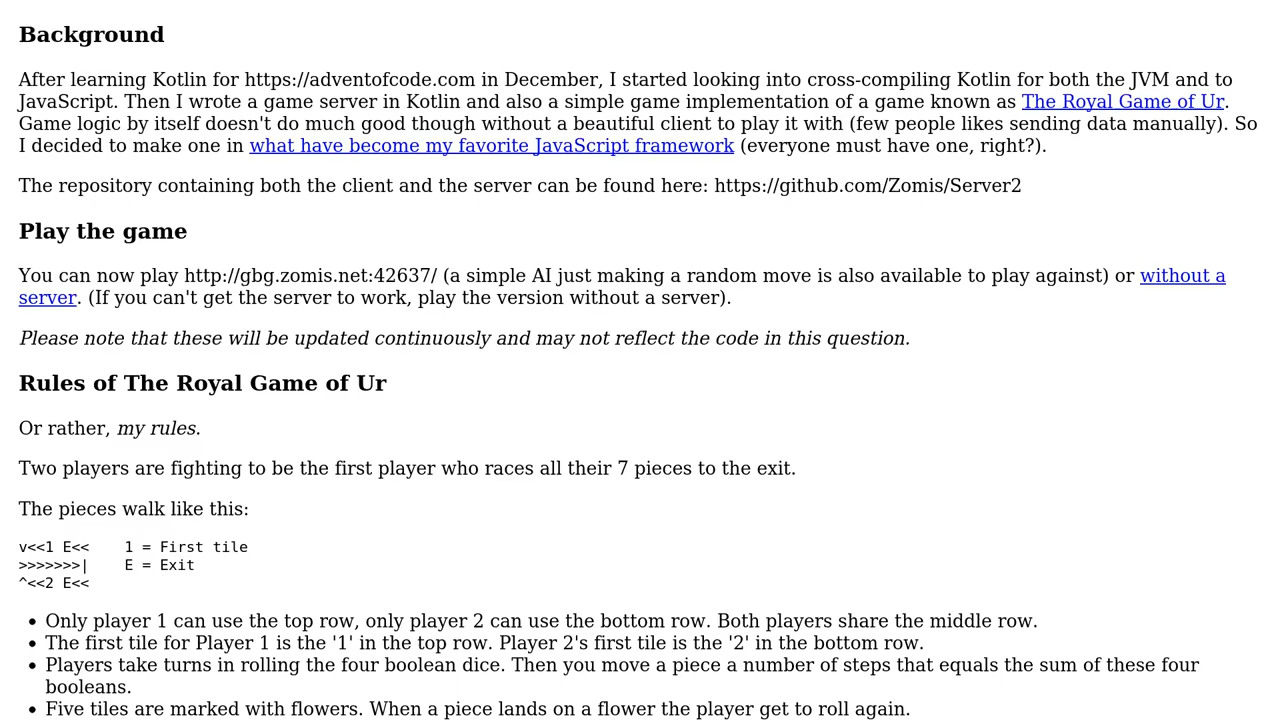 Background
After learning Kotlin for https://adventofcode.com in December, I started looking into cross-compiling Kotlin for both the JVM and to
JavaScript. Then I wrote a game server in Kotlin and also a simple game implementation of a game known as The Royal Game of Ur.
Game logic by itself doesn't do much good though without a beautiful client to play it with (few people likes sending data manually). So
I decided to make one in what have become my favorite JavaScript framework (everyone must have one, right?).
The repository containing both the client and the server can be found here: https://github.com/Zomis/Server2
Play the game
You can now play http://gbg.zomis.net:42637/ (a simple AI just making a random move is also available to play against) or without a
server. (If you can't get the server to work, play the version without a server).
Please note that these will be updated continuously and may not reflect the code in this question.
Rules of The Royal Game of Ur
Or rather, my rules.
Two players are fighting to be the first player who races all their 7 pieces to the exit.
The pieces walk like this:
v<<1 E<<    1 = First tile
>>>>>>>|    E = Exit
^<<2 E<<
• Only player 1 can use the top row, only player 2 can use the bottom row. Both players share the middle row.
• The first tile for Player 1 is the '1' in the top row. Player 2's first tile is the '2' in the bottom row.
• Players take turns in rolling the four boolean dice. Then you move a piece a number of steps that equals the sum of these four
booleans.
• Five tiles are marked with flowers. When a piece lands on a flower the player get to roll again.